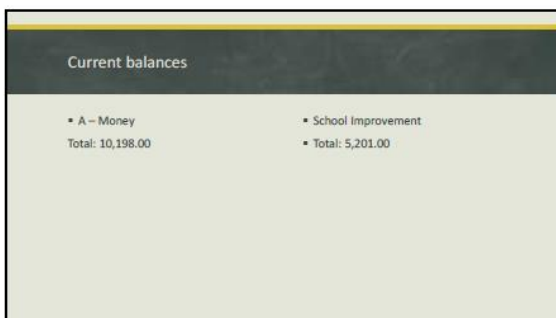 Current balances
▪ A – Money
Total: 10,198.00
▪ School Improvement
▪ Total: 5,201.00